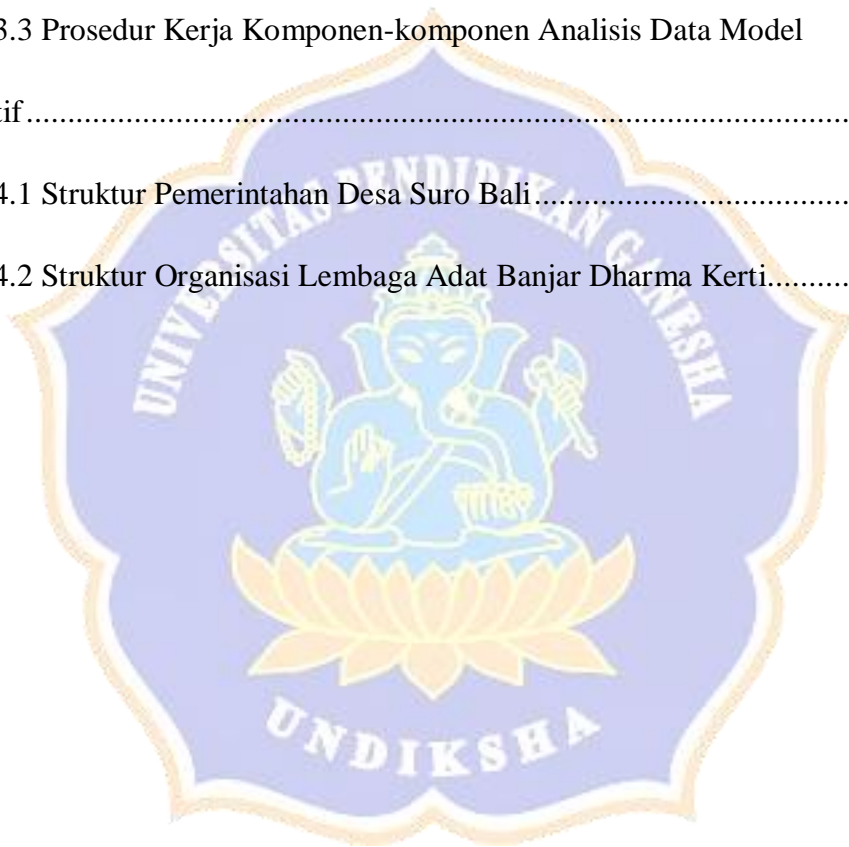 3.3 Prosedur Kerja Komponen-komponen Analisis Data Model
tif....................................................................................................
4.1 Struktur Pemerintahan Desa Suro Bali......................................
4.2 Struktur Organisasi Lembaga Adat Banjar Dharma Kerti..........
UNIVERSITAS PENDIDIKAN GANESHA
UNDIKSHA